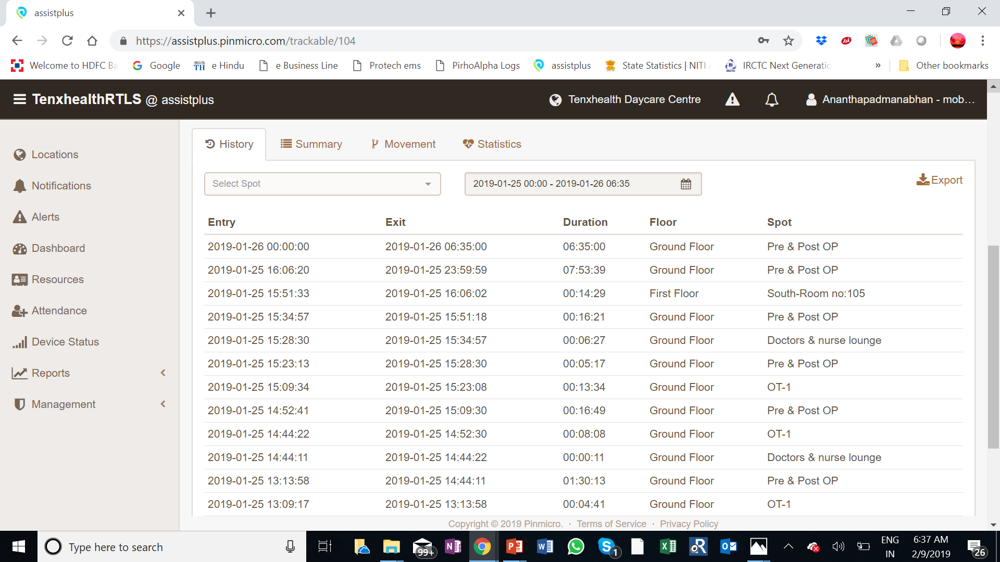 assistplus
https://assistplus.pinmicro.com/trackable/104
Welcome to HDFC Ba Google e Hindu e Business Line Protech ems PirhoAlpha Logs assistplus State Statistics | NITI A IRCTC Next Generatio » Other bookmarks
TenxhealthRTLS @ assistplus Tenxhealth Daycare Centre Ananthapadmanabhan - mob...
History Summary Movement Statistics
Locations
Notifications
Alerts
Dashboard
Resources
Attendance
Device Status
Reports
Management
Select Spot 2019-01-25 00:00 - 2019-01-26 06:35 Export
Entry Exit Duration Floor Spot
2019-01-26 00:00:00 2019-01-26 06:35:00 06:35:00 Ground Floor Pre & Post OP
2019-01-25 16:06:20 2019-01-25 23:59:59 07:53:39 Ground Floor Pre & Post OP
2019-01-25 15:51:33 2019-01-25 16:06:02 00:14:29 First Floor South-Room no:105
2019-01-25 15:34:57 2019-01-25 15:51:18 00:16:21 Ground Floor Pre & Post OP
2019-01-25 15:28:30 2019-01-25 15:34:57 00:06:27 Ground Floor Doctors & nurse lounge
2019-01-25 15:23:13 2019-01-25 15:28:30 00:05:17 Ground Floor Pre & Post OP
2019-01-25 15:09:34 2019-01-25 15:23:08 00:13:34 Ground Floor OT-1
2019-01-25 14:52:41 2019-01-25 15:09:30 00:16:49 Ground Floor Pre & Post OP
2019-01-25 14:44:22 2019-01-25 14:52:30 00:08:08 Ground Floor OT-1
2019-01-25 14:44:11 2019-01-25 14:44:22 00:00:11 Ground Floor Doctors & nurse lounge
2019-01-25 13:13:58 2019-01-25 14:44:11 01:30:13 Ground Floor Pre & Post OP
2019-01-25 13:09:17 2019-01-25 13:13:58 00:04:41 Ground Floor OT-1
Copyright © 2019 Pinmicro. · Terms of Service · Privacy Policy
Type here to search 99+ 1 ENG 6:37 AM
IN 2/9/2019 26